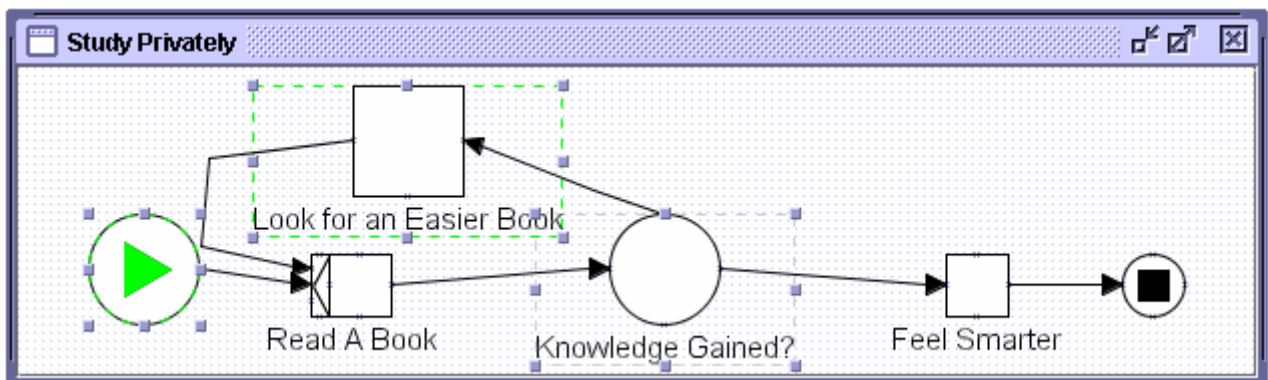 Study Privately
Look for an Easier Book
Read A Book
Knowledge Gained?
Feel Smarter